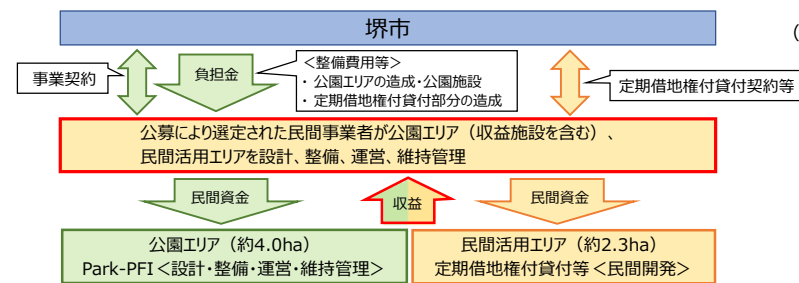 堺市
（
事業契約
負担金
＜整備費用等＞
・ 公園エリアの造成・公園施設
・ 定期借地権付貸付部分の造成
定期借地権付貸付契約等
公募により選定された民間事業者が公園エリア（収益施設を含む）、
民間活用エリアを設計、整備、運営、維持管理
民間資金
収益
民間資金
公園エリア（約4.0ha）
Park-PFI＜設計・整備・運営・維持管理＞
民間活用エリア（約2.3ha）
定期借地権付貸付等＜民間開発＞